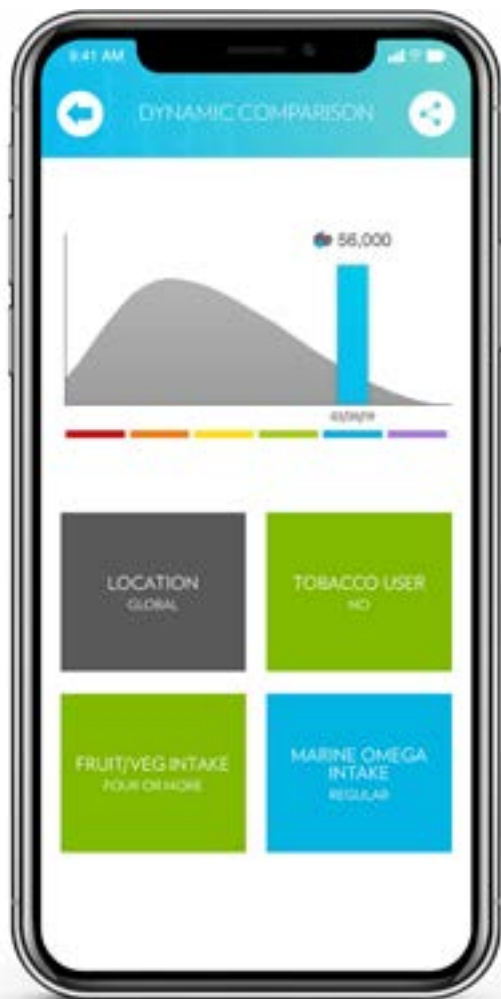 9:41 AM
DYNAMIC COMPARISON
56,000
LOCATION
GLOBAL
TOBACCO USER
NO
FRUIT/VEG INTAKE
FOUR OR MORE
MARINE OMEGA
INTAKE
REGULAR